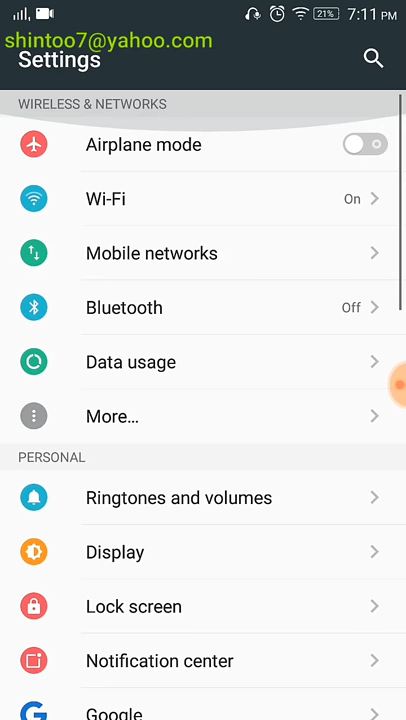 21% 7:11 PM
shintoo7@yahoo.com
Settings
WIRELESS & NETWORKS
Airplane mode
Wi-Fi On
Mobile networks
Bluetooth Off
Data usage
More...
PERSONAL
Ringtones and volumes
Display
Lock screen
Notification center
Google